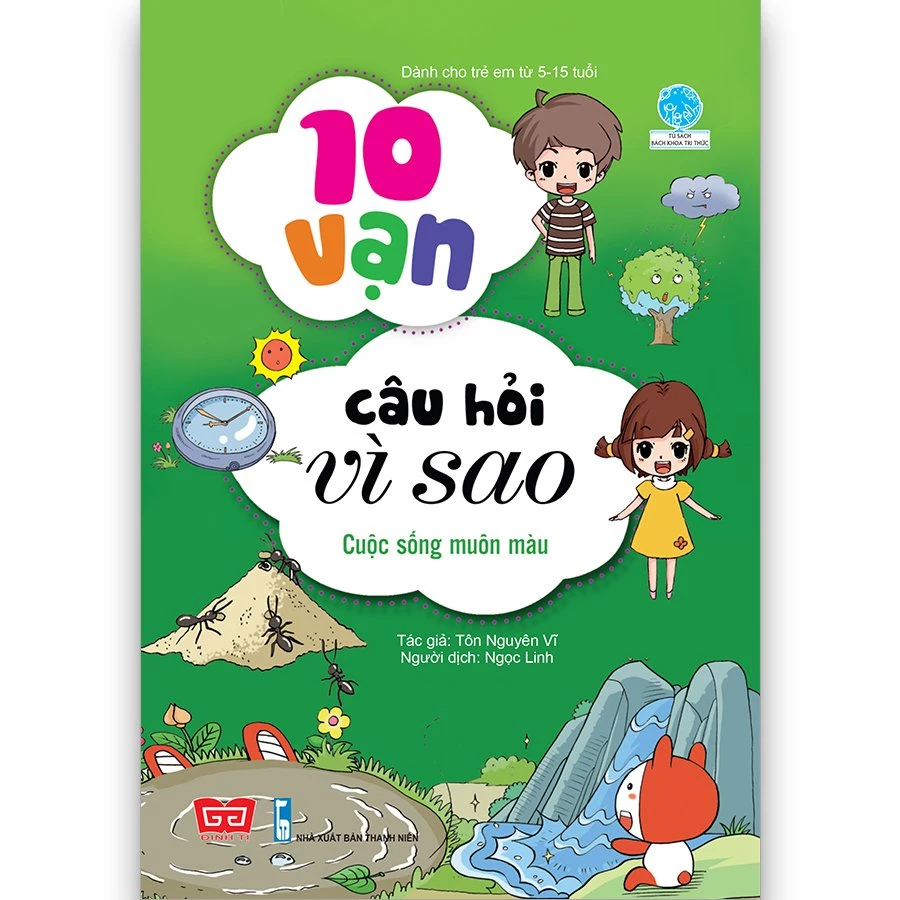 Dành cho trẻ em từ 5-15 tuổi
TỦ SÁCH
BÁCH KHOA TRI THỨC
10
vạn
câu hỏi
vì sao
Cuộc sống muôn màu
Tác giả: Tôn Nguyên Vĩ
Người dịch: Ngọc Linh
ĐINH TỊ
NHÀ XUẤT BẢN THANH NIÊN